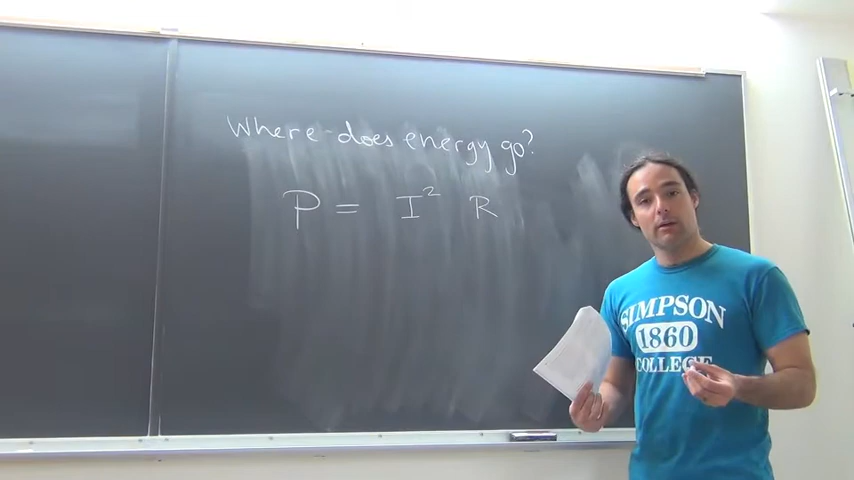 Where does energy go?
P = I² R
SIMPSON
1860
COLLEGE